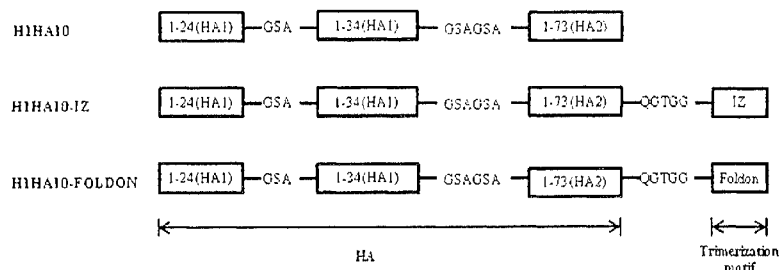 H1HA10 1-24(HA1) GSA 1-34(HA1) GSAGSA 1-73(HA2)
H1HA10-IZ 1-24(HA1) GSA 1-34(HA1) GSAGSA 1-73(HA2) QGTGG IZ
H1HA10-FOLDON 1-24(HA1) GSA 1-34(HA1) GSAGSA 1-73(HA2) QGTGG Foldon
HA Trimerization
motif